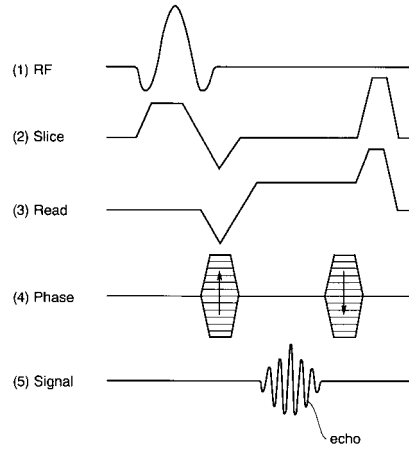 (1) RF
(2) Slice
(3) Read
(4) Phase
(5) Signal
echo